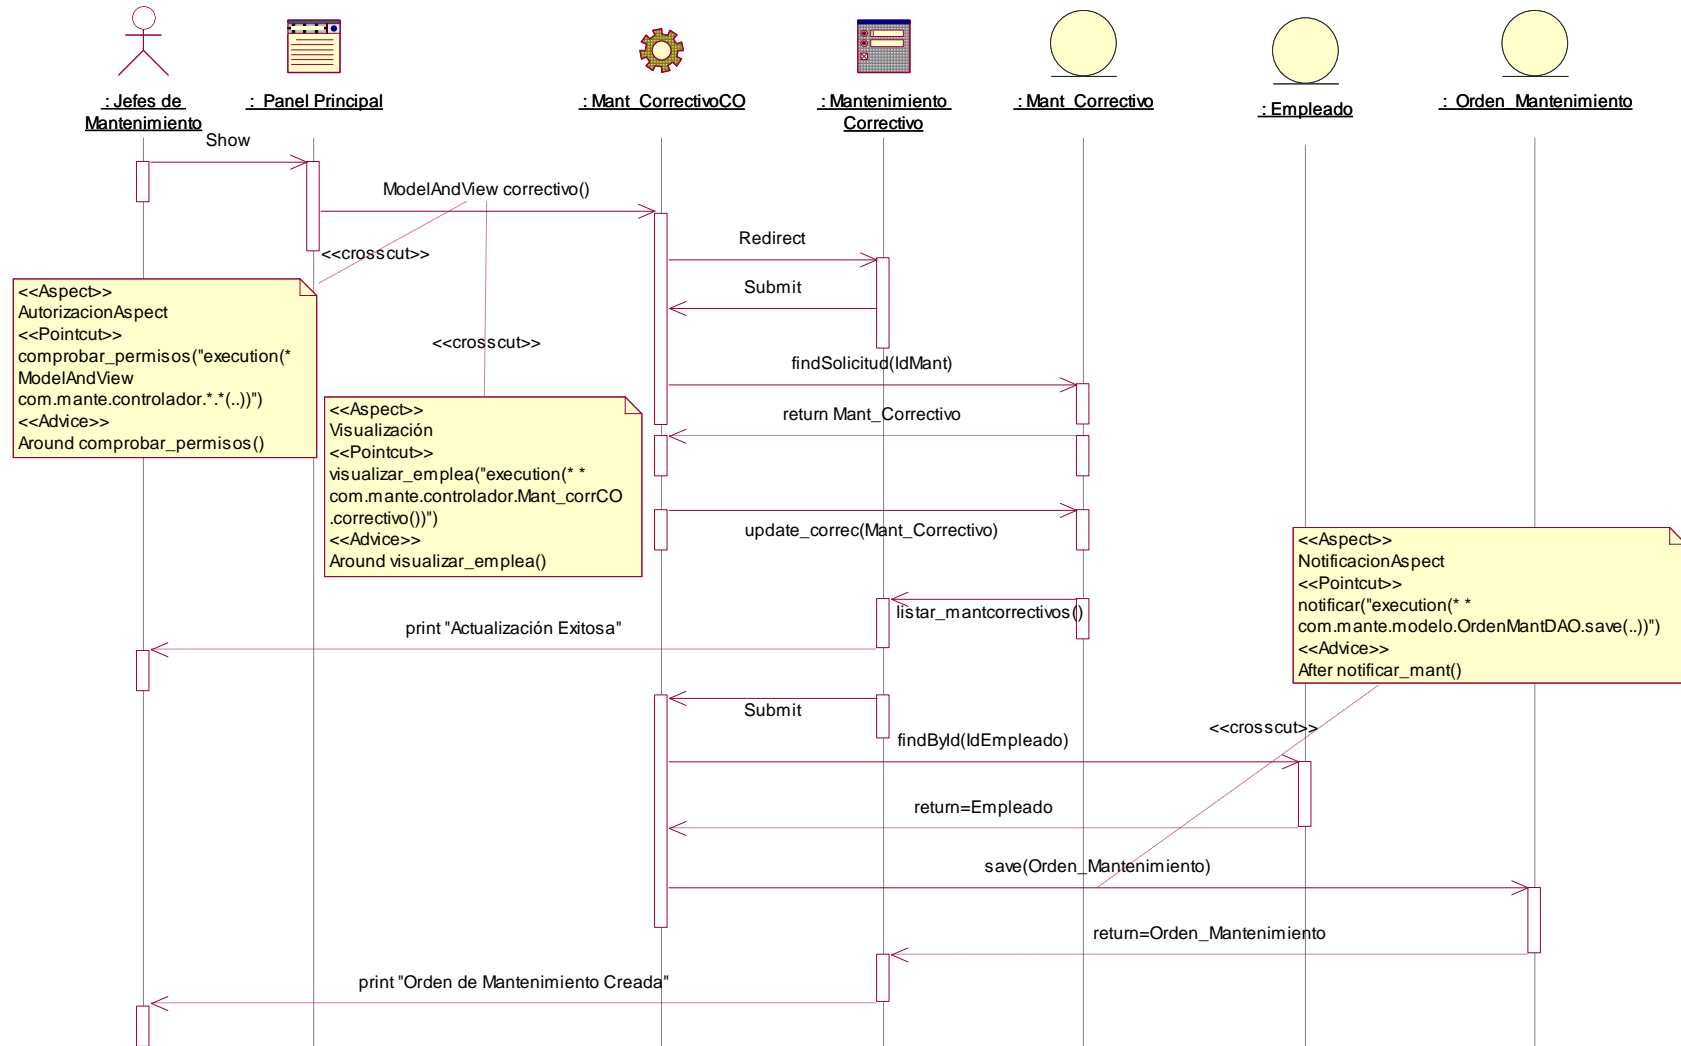 : Jefes de
Mantenimiento
: Panel Principal
: Mant_CorrectivoCO
: Mantenimiento
Correctivo
: Mant_Correctivo
: Empleado
: Orden_Mantenimiento
Show
ModelAndView correctivo()
<<crosscut>>
Redirect
Submit
<<Aspect>>
AutorizacionAspect
<<Pointcut>>
comprobar_permisos("execution(*
ModelAndView
com.mante.controlador.*.*(..))")
<<Advice>>
Around comprobar_permisos()
<<crosscut>>
findSolicitud(IdMant)
return Mant_Correctivo
<<Aspect>>
Visualización
<<Pointcut>>
visualizar_emplea("execution(* *
com.mante.controlador.Mant_corrCO
.correctivo())")
<<Advice>>
Around visualizar_emplea()
update_correc(Mant_Correctivo)
<<Aspect>>
NotificacionAspect
<<Pointcut>>
notificar("execution(* *
com.mante.modelo.OrdenMantDAO.save(..))")
<<Advice>>
After notificar_mant()
listar_mantcorrectivos()
print "Actualización Exitosa"
Submit
<<crosscut>>
findById(IdEmpleado)
return=Empleado
save(Orden_Mantenimiento)
return=Orden_Mantenimiento
print "Orden de Mantenimiento Creada"